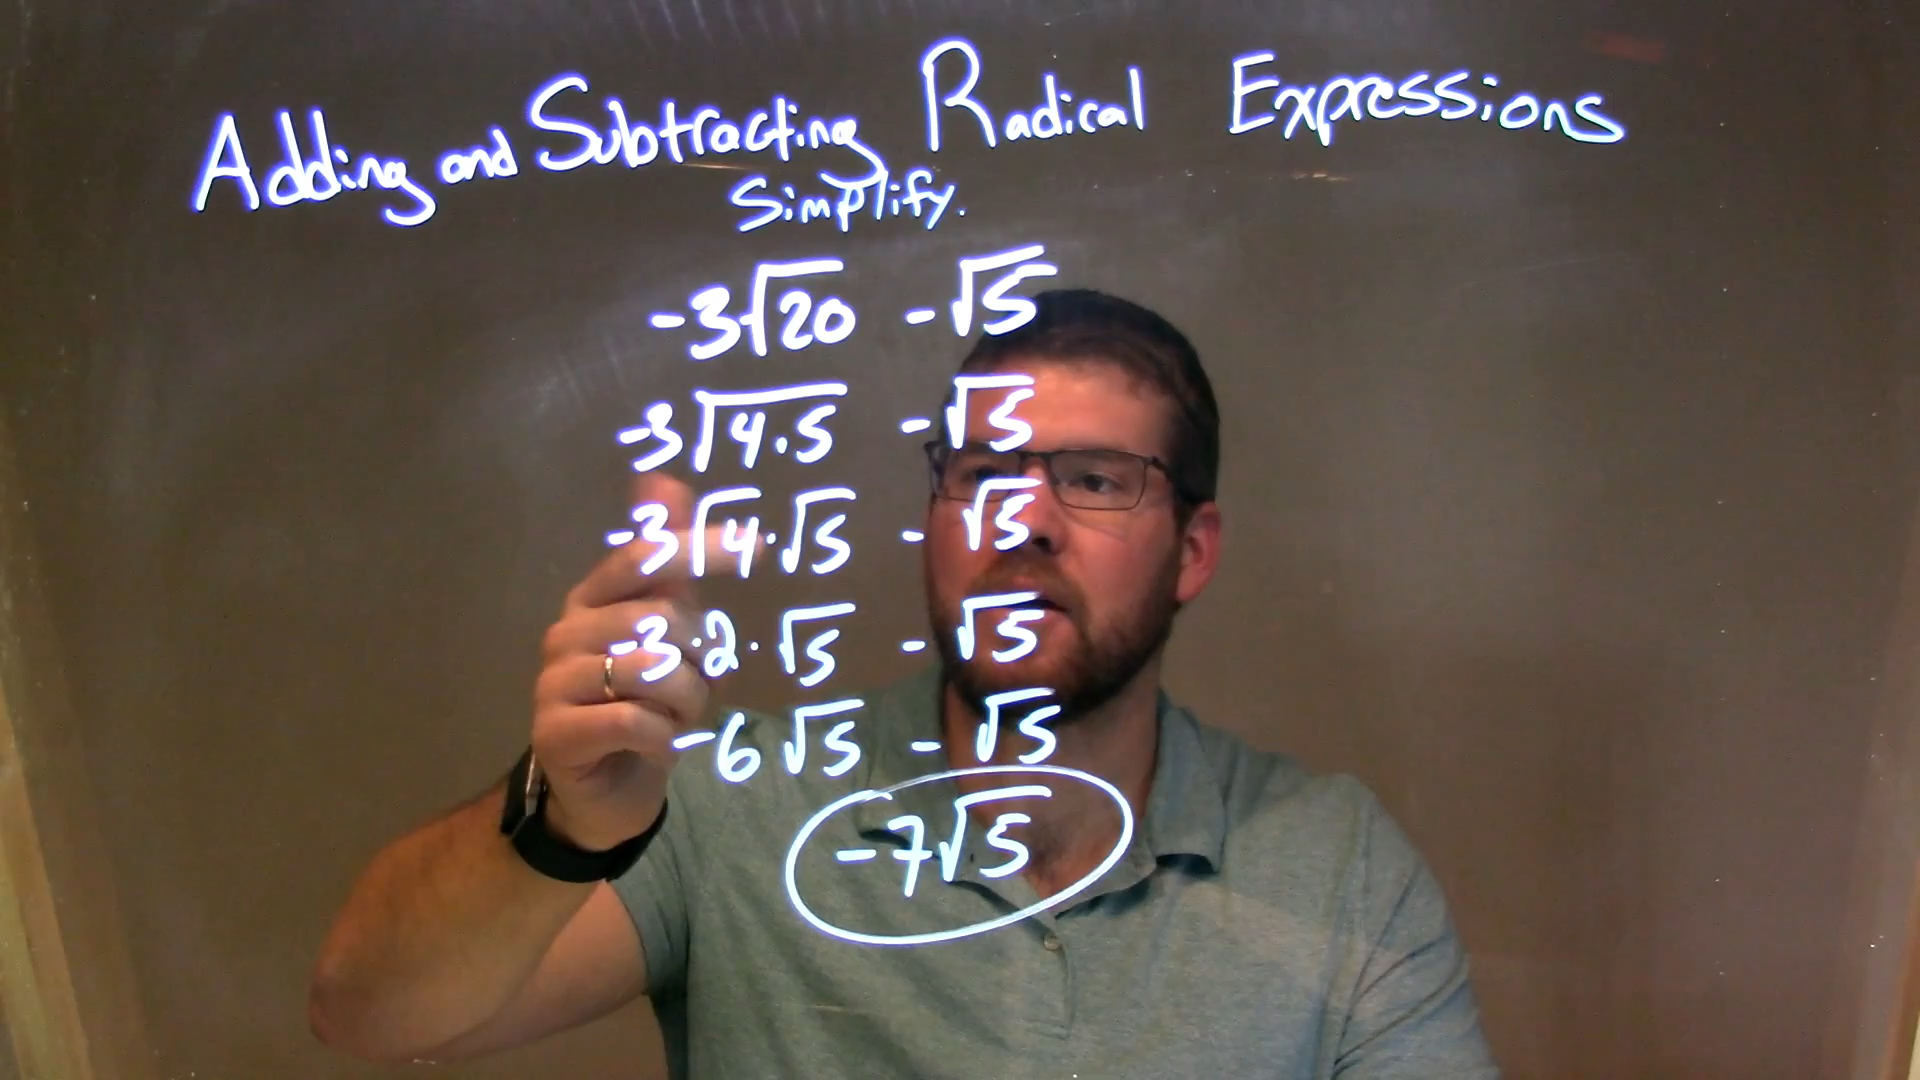 Adding and Subtracting Radical Expressions
Simplify.
-3√20 - √5
-3√4·5 - √5
-3√4·√5 - √5
-3·2·√5 - √5
-6√5 - √5
-7√5